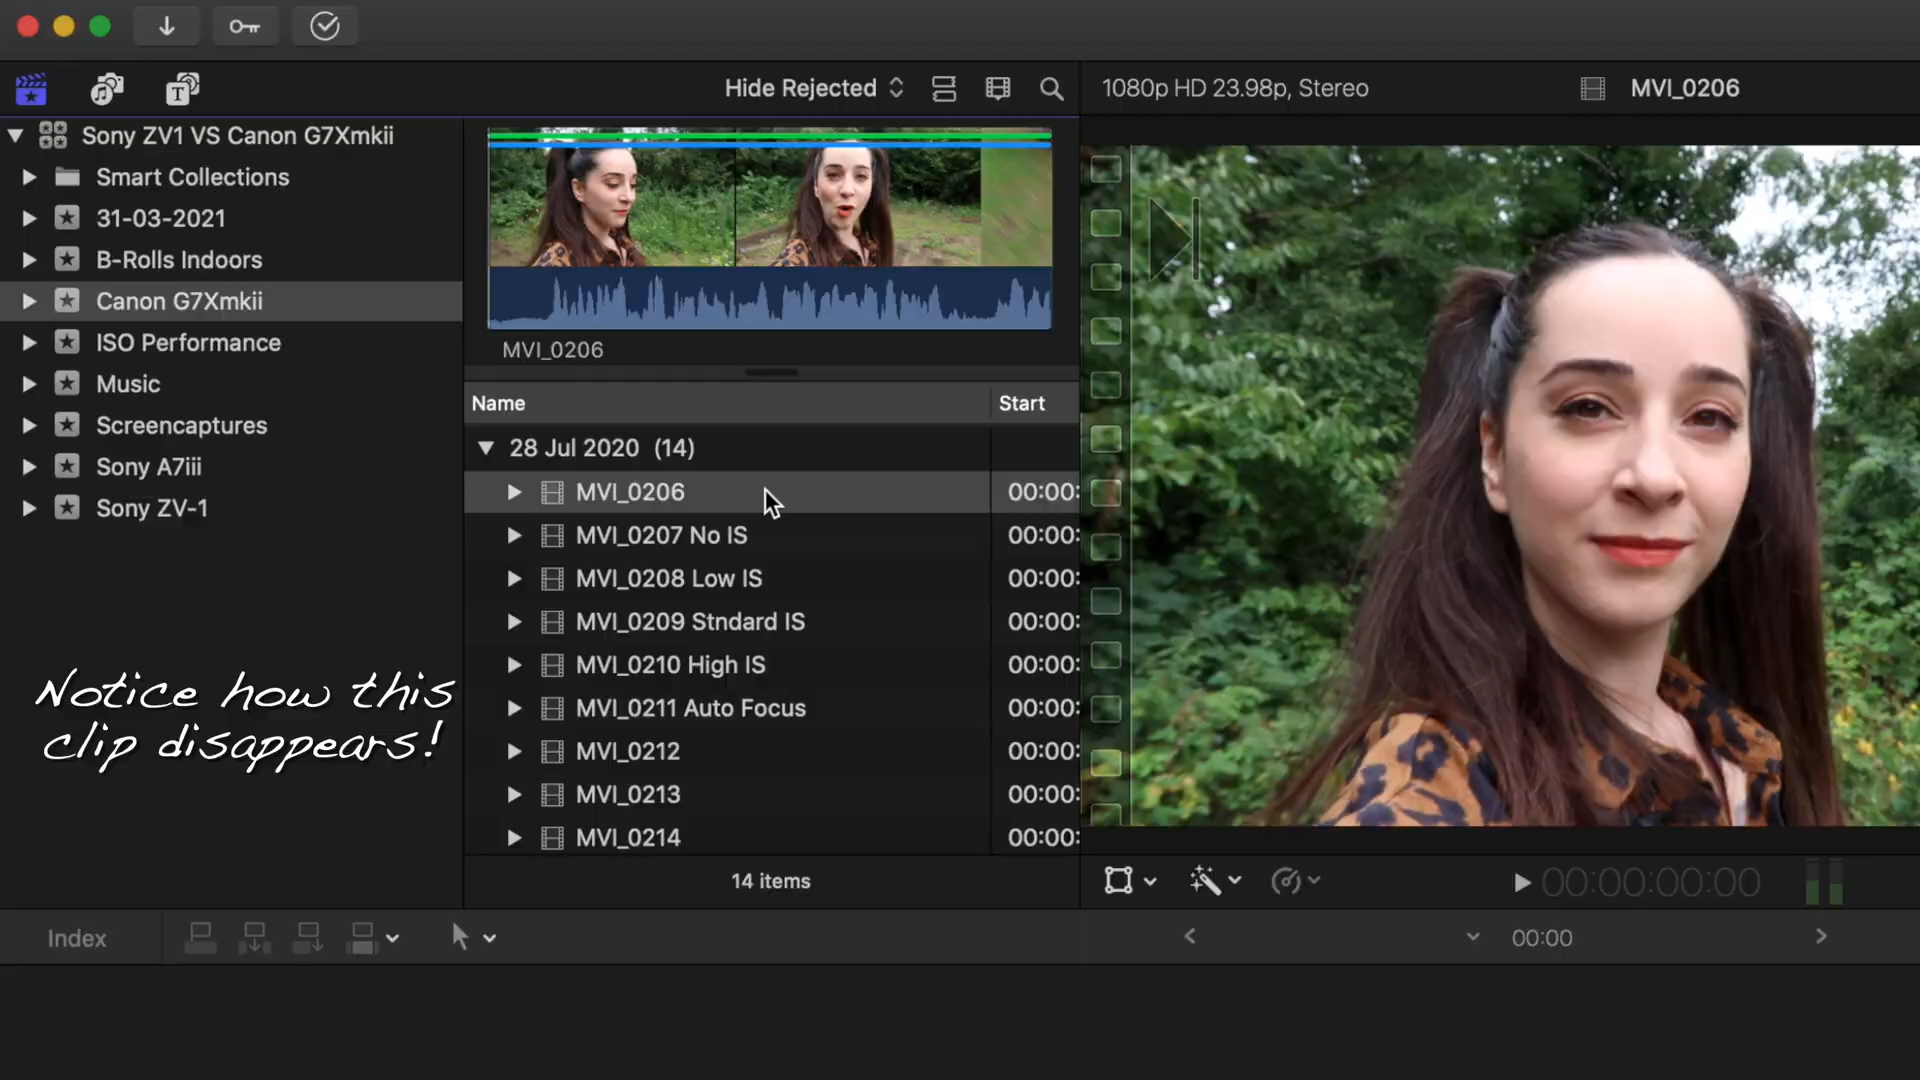 Hide Rejected
1080p HD 23.98p, Stereo
MVI_0206
Sony ZV1 VS Canon G7Xmkii
Smart Collections
31-03-2021
B-Rolls Indoors
Canon G7Xmkii
ISO Performance
Music
Screencaptures
Sony A7iii
Sony ZV-1
Notice how this
clip disappears!
MVI_0206
Name Start
28 Jul 2020 (14)
MVI_0206 00:00:
MVI_0207 No IS 00:00:
MVI_0208 Low IS 00:00:
MVI_0209 Stndard IS 00:00:
MVI_0210 High IS 00:00:
MVI_0211 Auto Focus 00:00:
MVI_0212 00:00:
MVI_0213 00:00:
MVI_0214 00:00:
14 items
00:00:00:00
Index
00:00